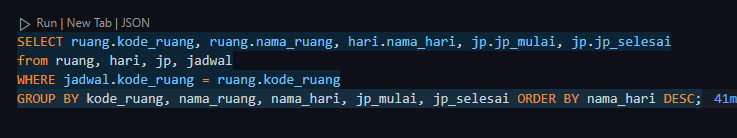 Run | New Tab | JSON
SELECT ruang.kode_ruang, ruang.nama_ruang, hari.nama_hari, jp.jp_mulai, jp.jp_selesai
from ruang, hari, jp, jadwal
WHERE jadwal.kode_ruang = ruang.kode_ruang
GROUP BY kode_ruang, nama_ruang, nama_hari, jp_mulai, jp_selesai ORDER BY nama_hari DESC; 41m